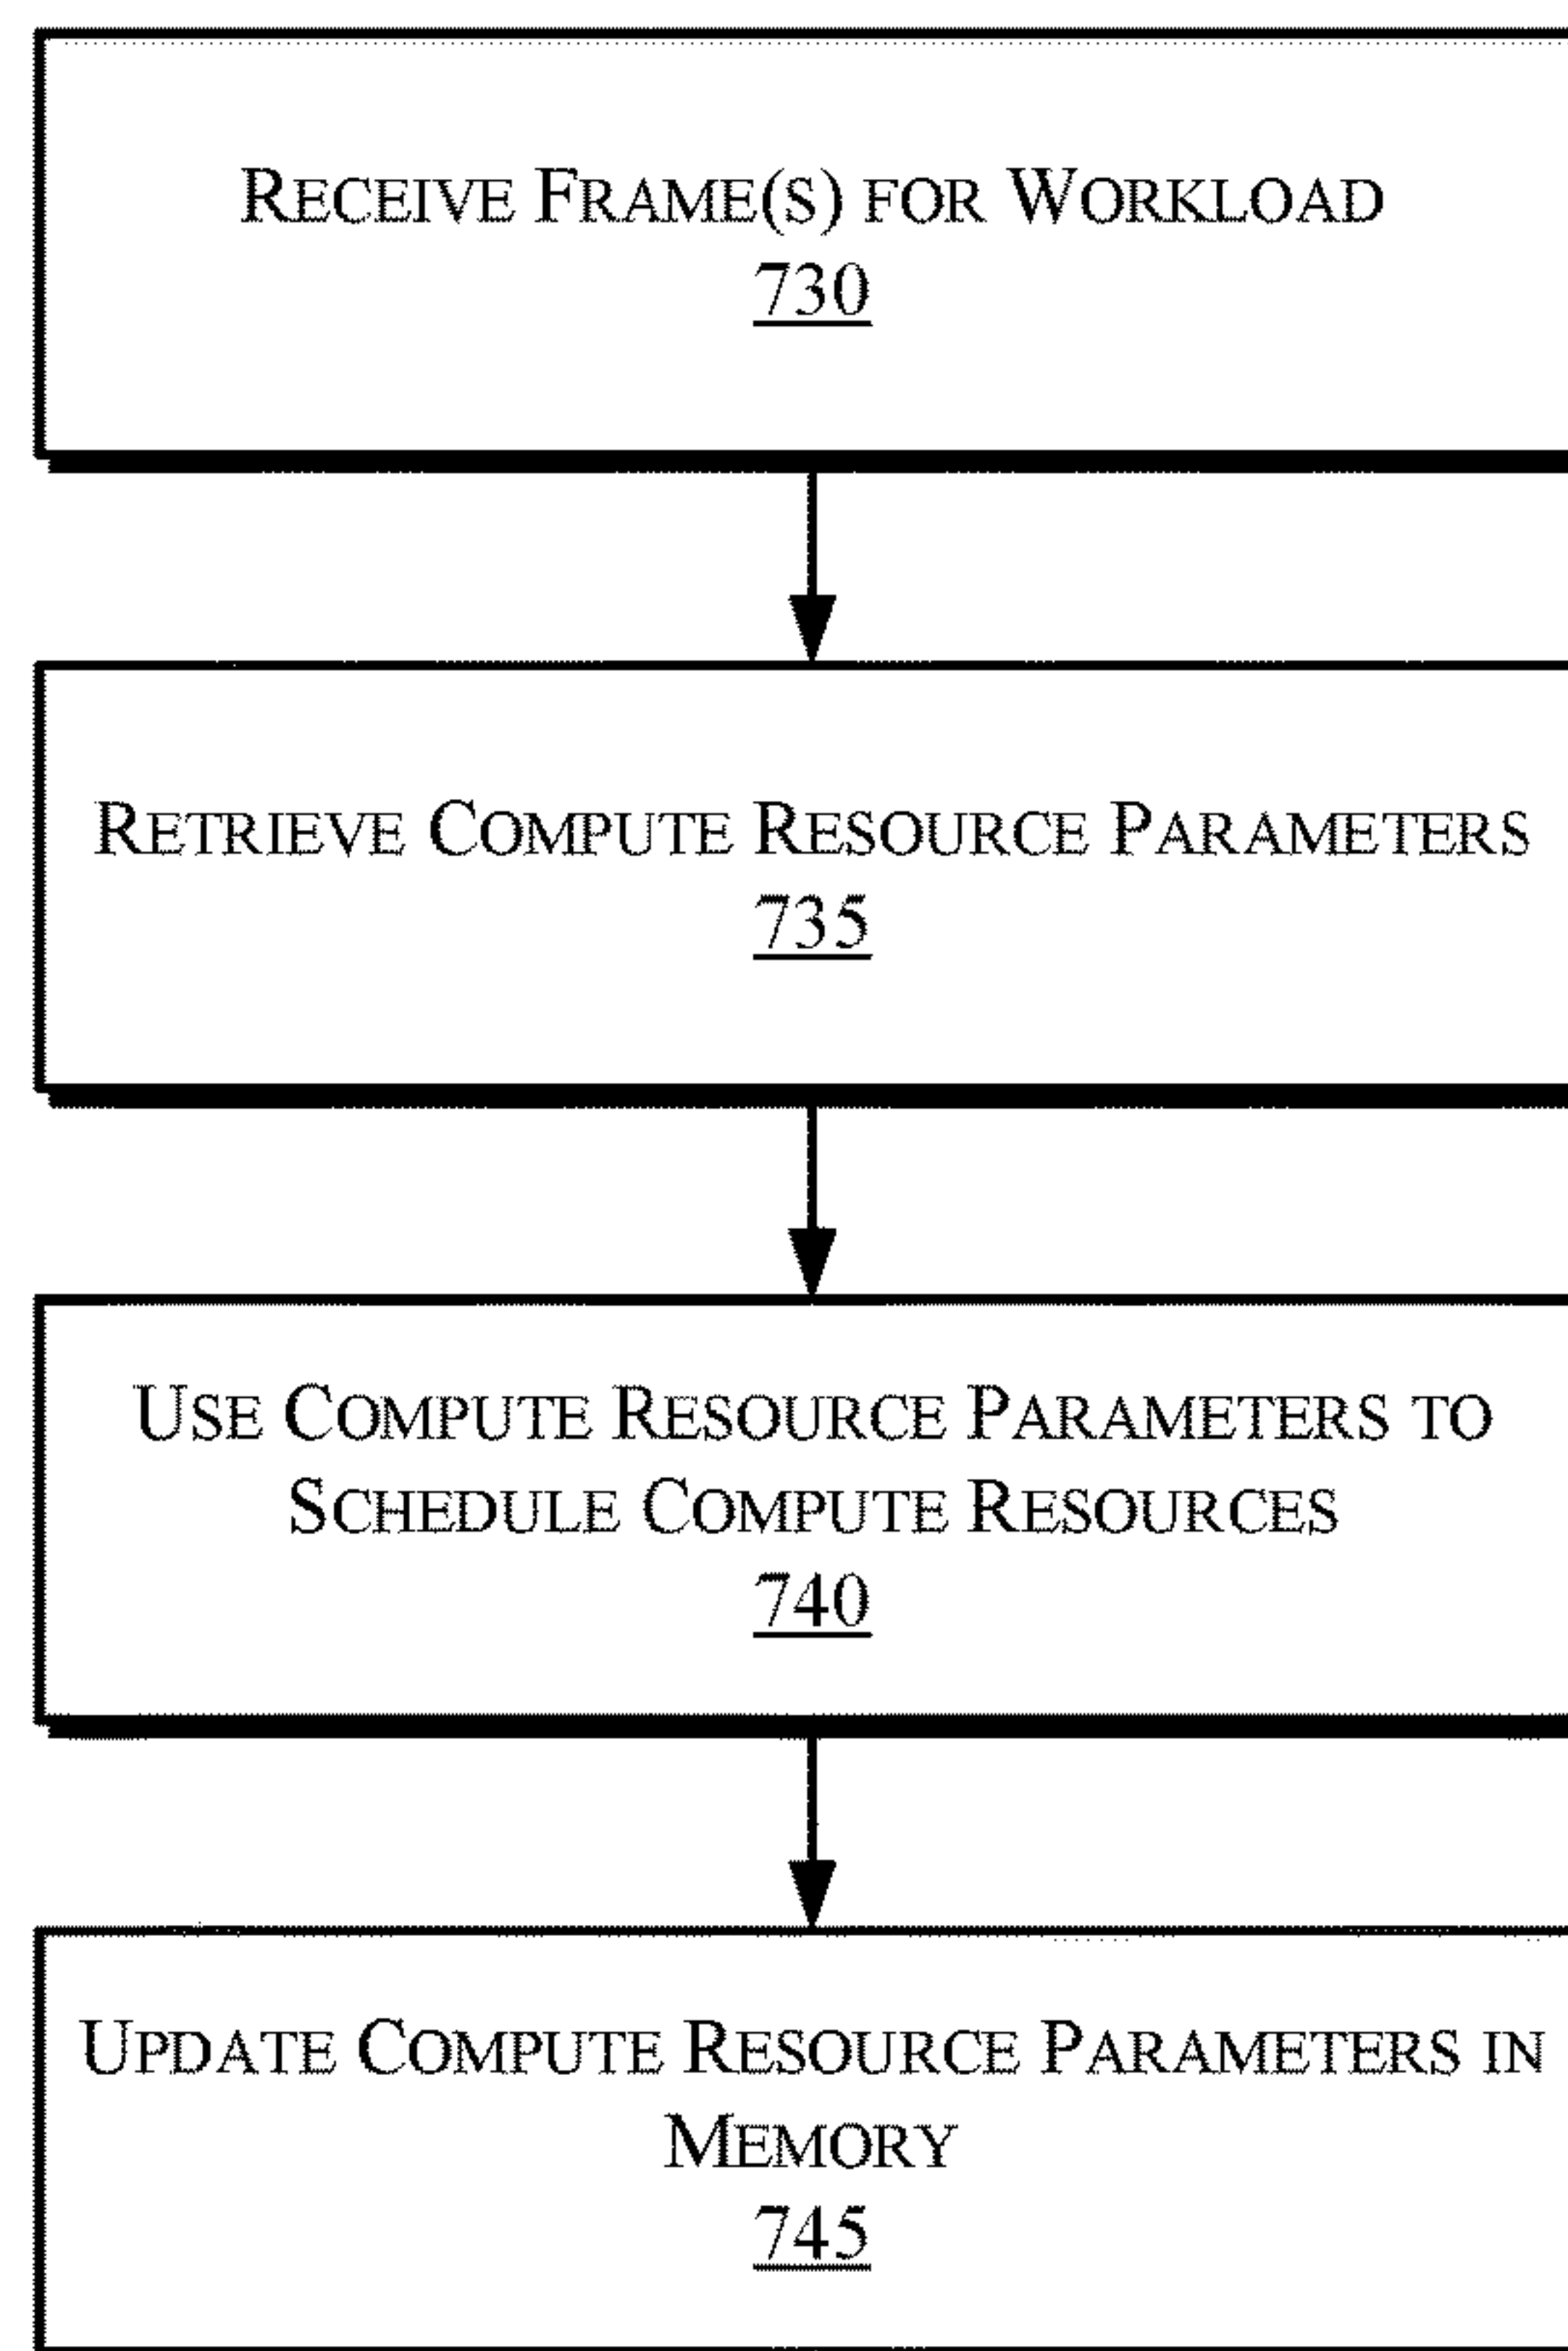 RECEIVE FRAME(S) FOR WORKLOAD
730
RETRIEVE COMPUTE RESOURCE PARAMETERS
735
USE COMPUTE RESOURCE PARAMETERS TO
SCHEDULE COMPUTE RESOURCES
740
UPDATE COMPUTE RESOURCE PARAMETERS IN
MEMORY
745